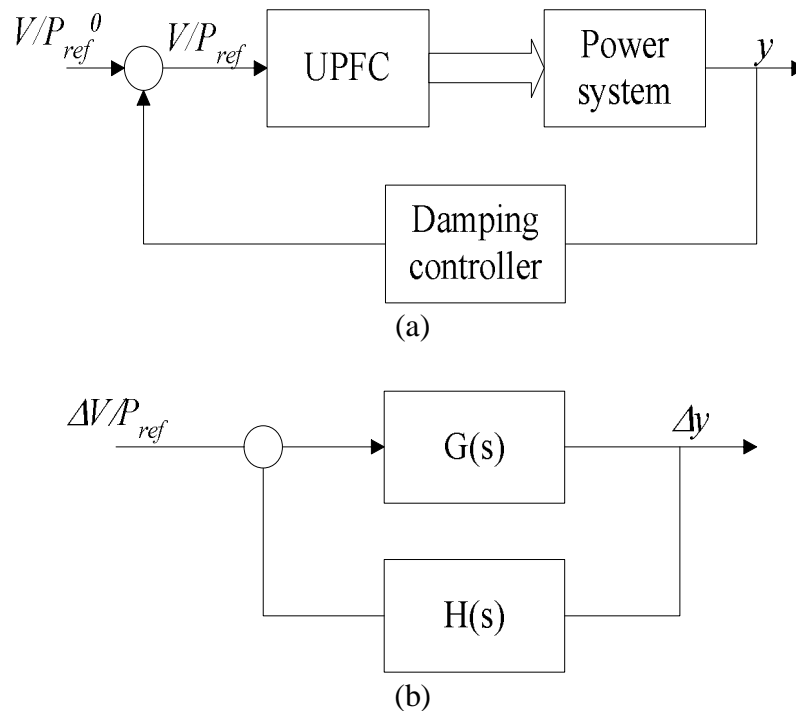 V/P_ref^0
V/P_ref
UPFC
Power
system
y
Damping
controller
(a)
ΔV/P_ref
G(s)
Δy
H(s)
(b)